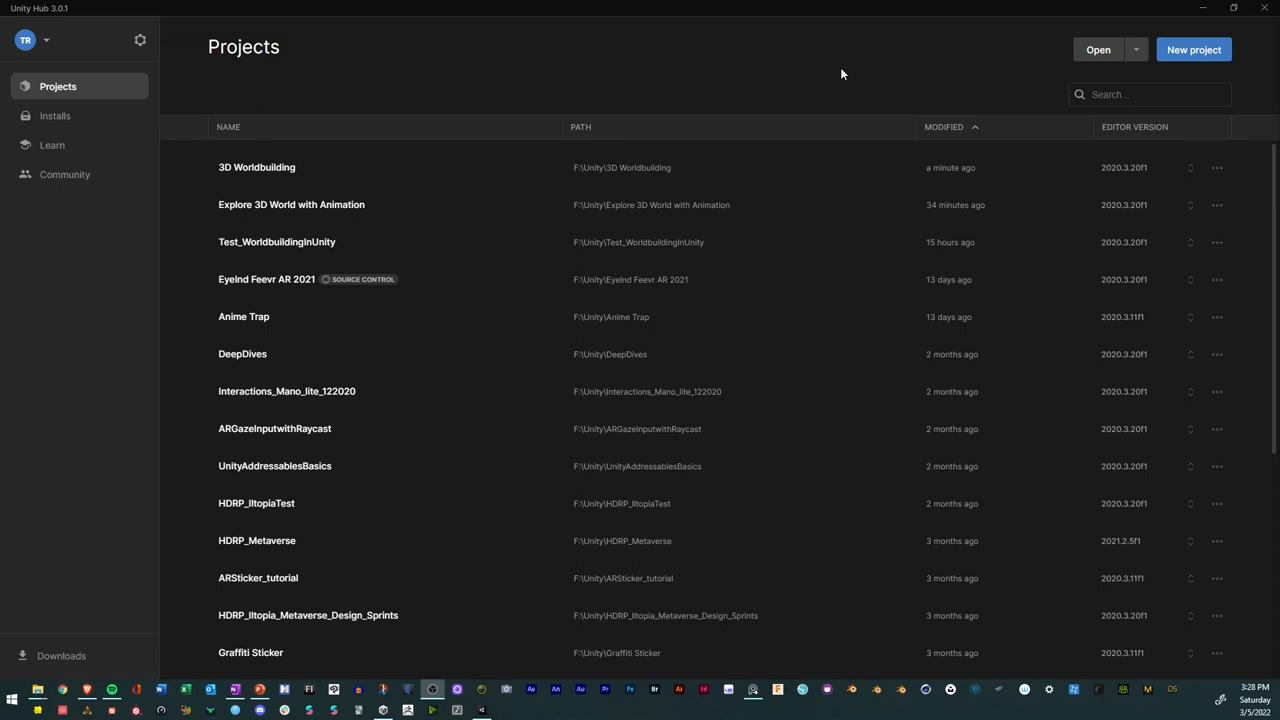 Unity Hub 3.0.1
TR
Projects
Open
New project
Projects
Installs
Learn
Community
Search...
NAME PATH MODIFIED EDITOR VERSION
3D Worldbuilding F:\Unity\3D Worldbuilding a minute ago 2020.3.20f1
Explore 3D World with Animation F:\Unity\Explore 3D World with Animation 34 minutes ago 2020.3.20f1
Test_WorldbuildingInUnity F:\Unity\Test_WorldbuildingInUnity 15 hours ago 2020.3.20f1
EyeInd Feevr AR 2021 SOURCE CONTROL F:\Unity\EyeInd Feevr AR 2021 13 days ago 2020.3.20f1
Anime Trap F:\Unity\Anime Trap 13 days ago 2020.3.11f1
DeepDives F:\Unity\DeepDives 2 months ago 2020.3.20f1
Interactions_Mano_lite_122020 F:\Unity\Interactions_Mano_lite_122020 2 months ago 2020.3.20f1
ARGazeInputwithRaycast F:\Unity\ARGazeInputwithRaycast 2 months ago 2020.3.20f1
UnityAddressablesBasics F:\Unity\UnityAddressablesBasics 2 months ago 2020.3.20f1
HDRP_IltopiaTest F:\Unity\HDRP_IltopiaTest 2 months ago 2020.3.20f1
HDRP_Metaverse F:\Unity\HDRP_Metaverse 3 months ago 2021.2.5f1
ARSticker_tutorial F:\Unity\ARSticker_tutorial 3 months ago 2020.3.11f1
HDRP_Iltopia_Metaverse_Design_Sprints F:\Unity\HDRP_Iltopia_Metaverse_Design_Sprints 3 months ago 2020.3.20f1
Graffiti Sticker F:\Unity\Graffiti Sticker 3 months ago 2020.3.11f1
Downloads
3:28 PM
Saturday
3/5/2022